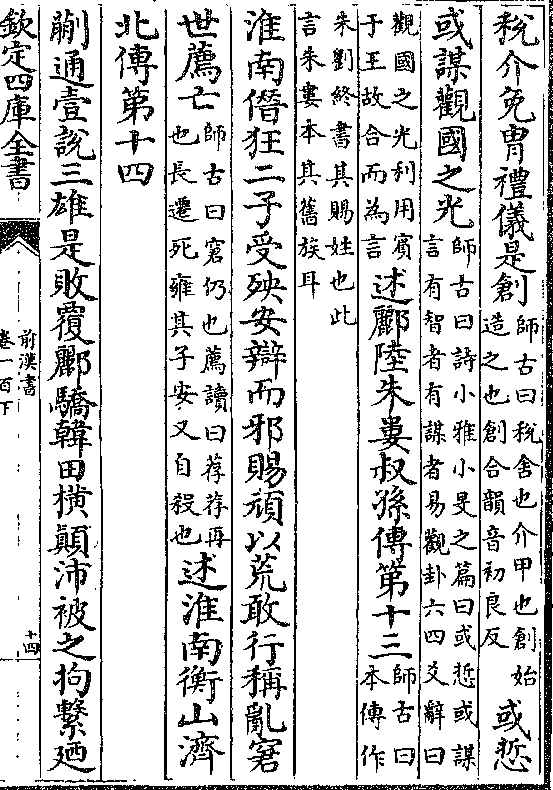 稅介免冑禮儀是創師古曰稅舍也介甲也創始造之也創合韻音初良反或悊
或謀觀國之光師古曰詩小雅小旻之篇曰或悊或謀言有智者有謀者易觀卦六四爻辭曰
觀國之光利用賓于王故合而為言述酈陸朱婁叔孫傳第十三師古曰本傳作
朱劉終書其賜姓也此言朱婁本其舊族耳
淮南僭狂二子受殃安辯而邪賜頑以荒敢行稱亂窘
世薦亡師古曰窘仍也薦讀曰荐荐再也長遷死雍其子安又自殺也述淮南衡山濟
北傳第十四
蒯通壹說三雄是敗覆酈驕韓田橫顛沛被之拘繫廼
欽定四庫全書
前漢書
卷一百下
十四